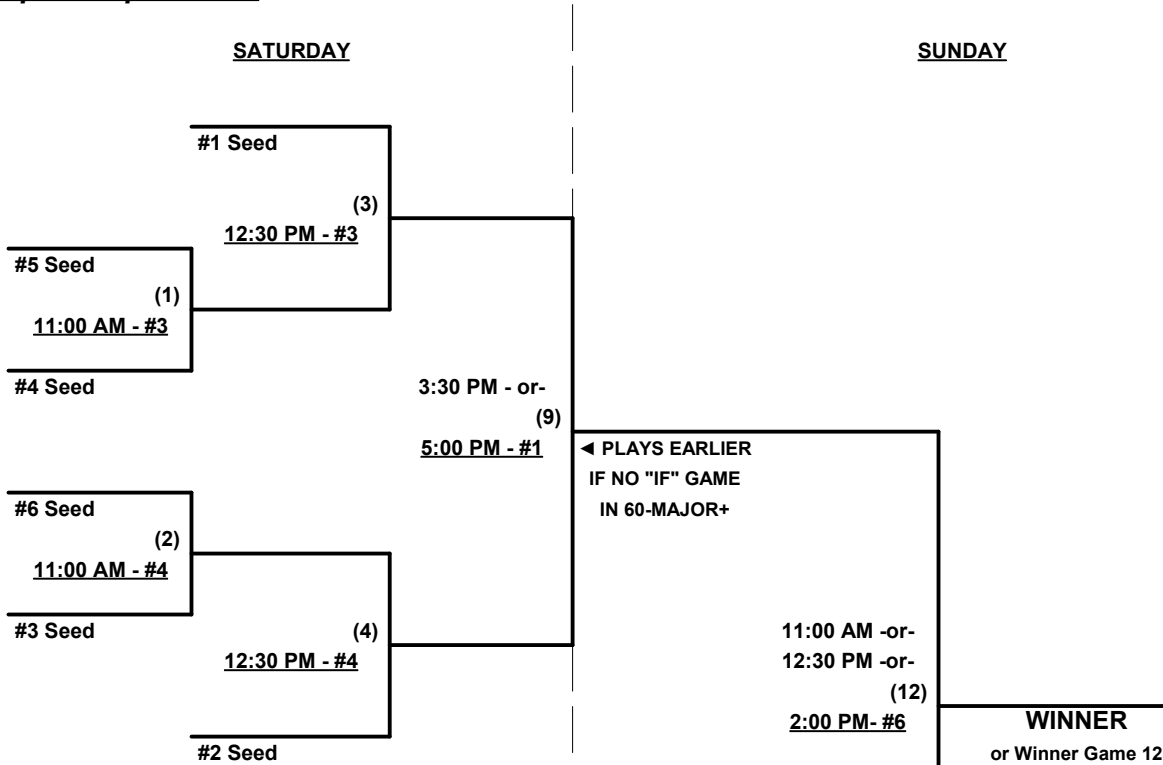 SATURDAY
SUNDAY
#1 Seed
(3)
12:30 PM - #3
#5 Seed
(1)
11:00 AM - #3
#4 Seed
3:30 PM - or-
(9)
5:00 PM - #1
◄ PLAYS EARLIER
IF NO "IF" GAME
IN 60-MAJOR+
#6 Seed
(2)
11:00 AM - #4
#3 Seed
(4)
12:30 PM - #4
#2 Seed
11:00 AM -or-
12:30 PM -or-
(12)
2:00 PM- #6
WINNER
or Winner Game 12